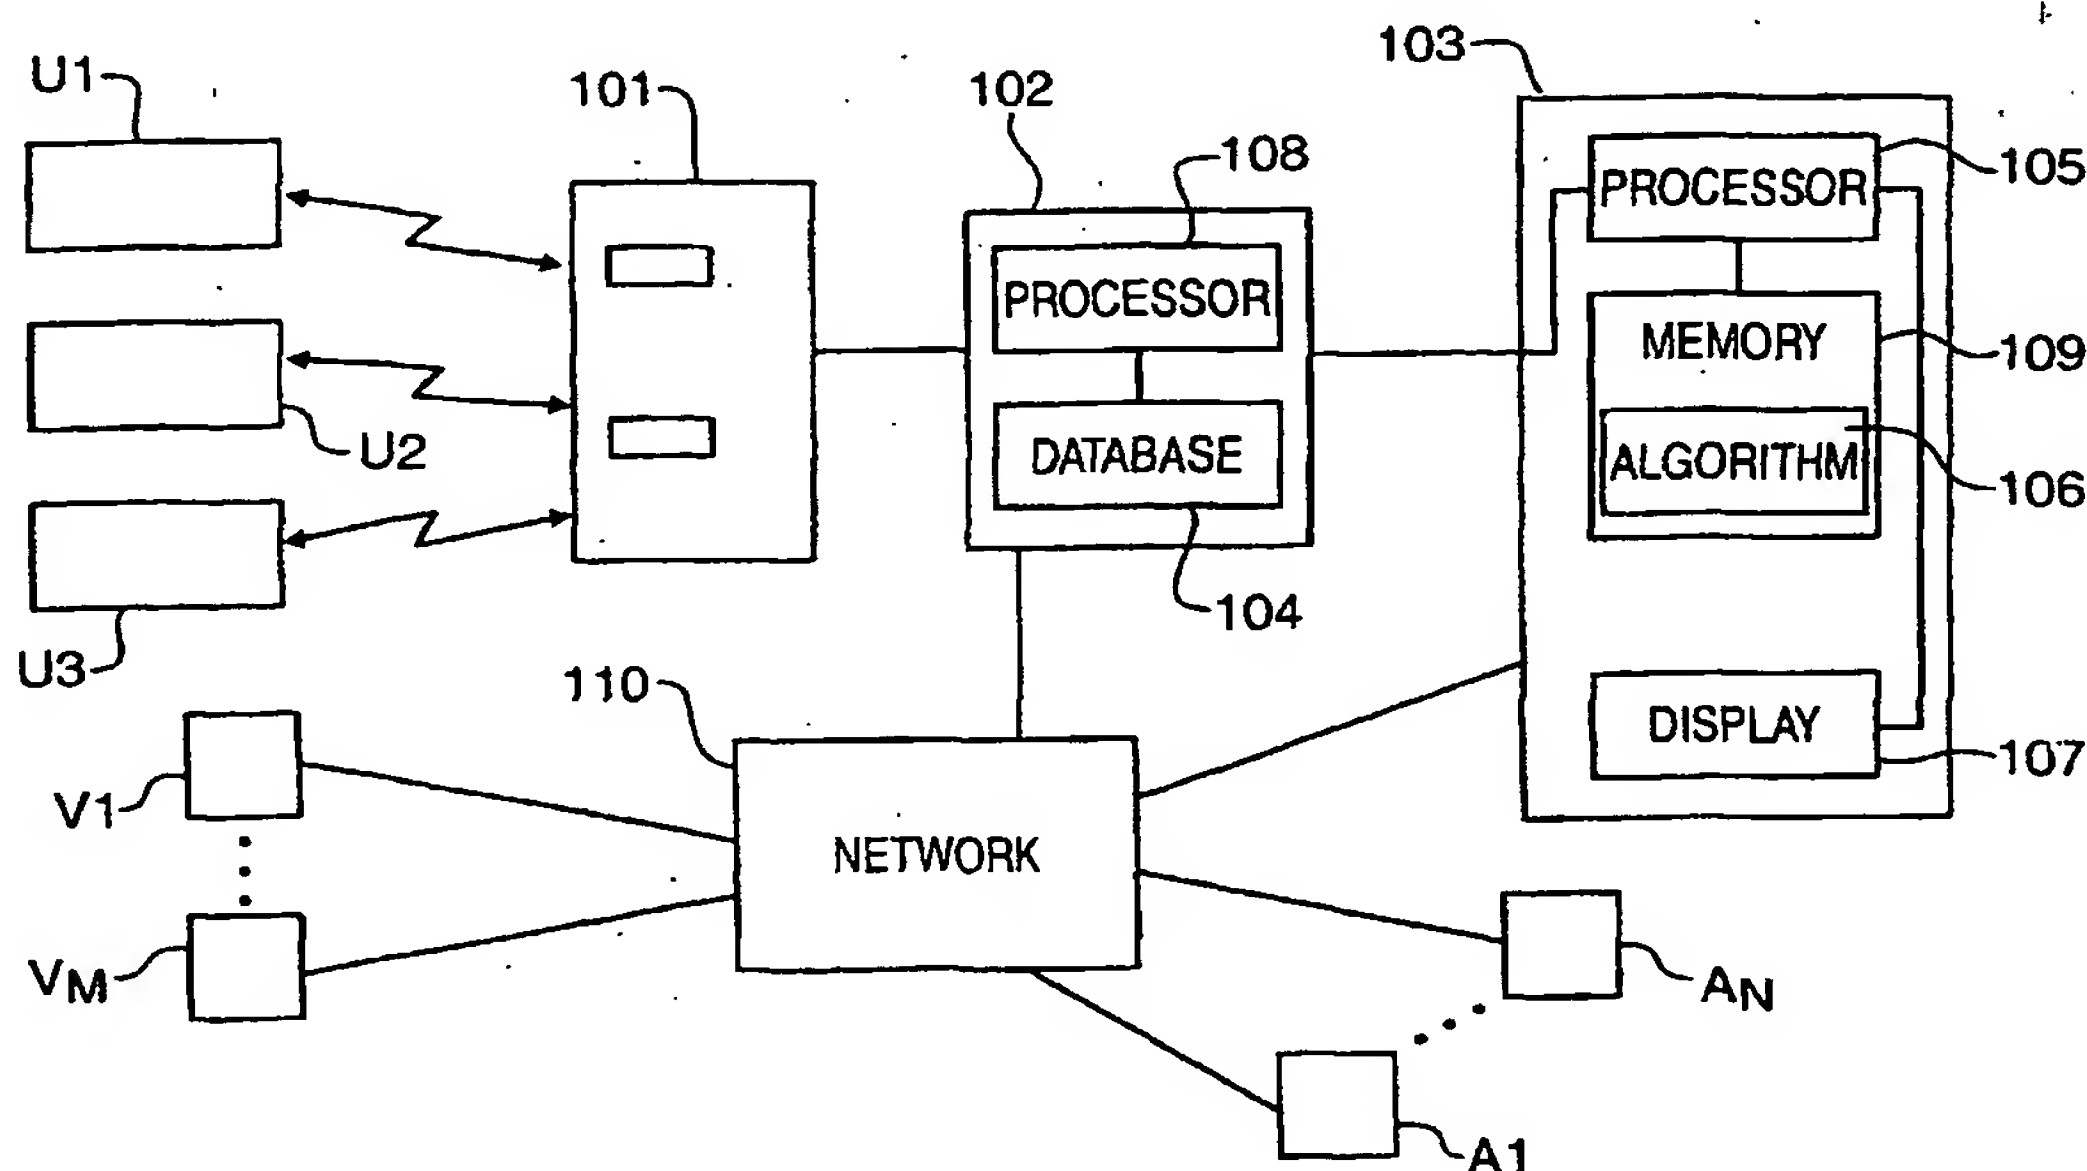 U1
101
102
103
108
PROCESSOR
105
PROCESSOR
MEMORY
109
DATABASE
ALGORITHM
106
U2
104
U3
110
DISPLAY
107
V1
NETWORK
VM
AN
A1